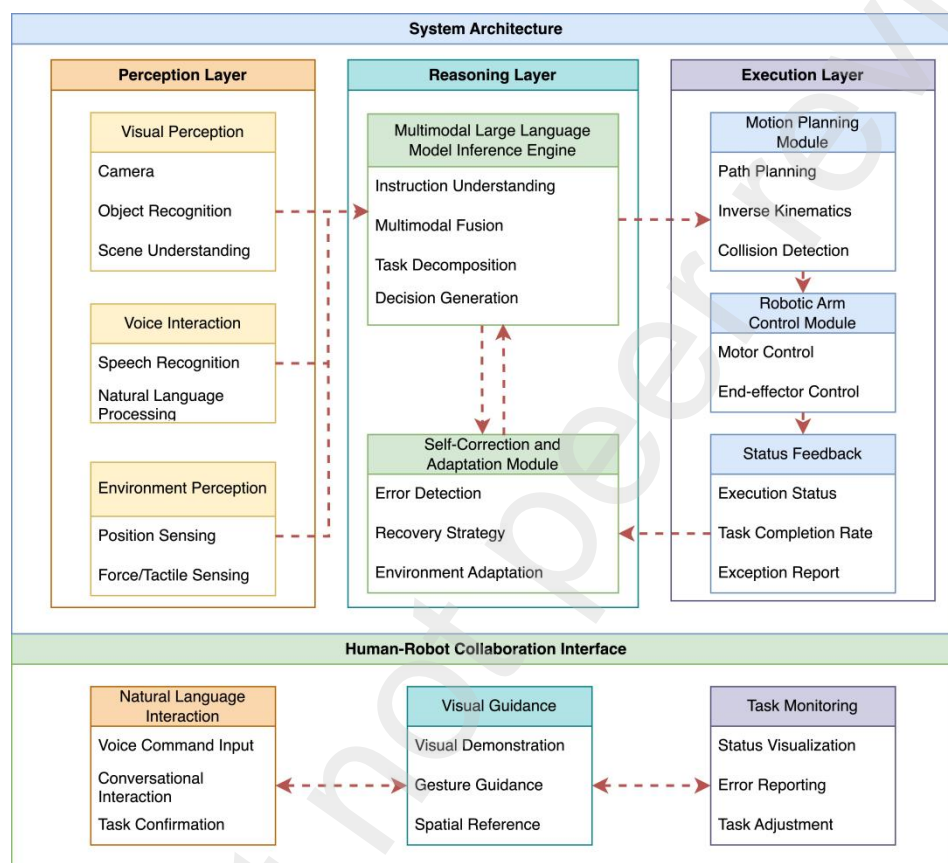 System Architecture
Perception Layer
Visual Perception
Camera
Object Recognition
Scene Understanding
Voice Interaction
Speech Recognition
Natural Language
Processing
Environment Perception
Position Sensing
Force/Tactile Sensing
Reasoning Layer
Multimodal Large Language
Model Inference Engine
Instruction Understanding
Multimodal Fusion
Task Decomposition
Decision Generation
Self-Correction and
Adaptation Module
Error Detection
Recovery Strategy
Environment Adaptation
Execution Layer
Motion Planning
Module
Path Planning
Inverse Kinematics
Collision Detection
Robotic Arm
Control Module
Motor Control
End-effector Control
Status Feedback
Execution Status
Task Completion Rate
Exception Report
Human-Robot Collaboration Interface
Natural Language
Interaction
Voice Command Input
Conversational
Interaction
Task Confirmation
Visual Guidance
Visual Demonstration
Gesture Guidance
Spatial Reference
Task Monitoring
Status Visualization
Error Reporting
Task Adjustment
not peer rev